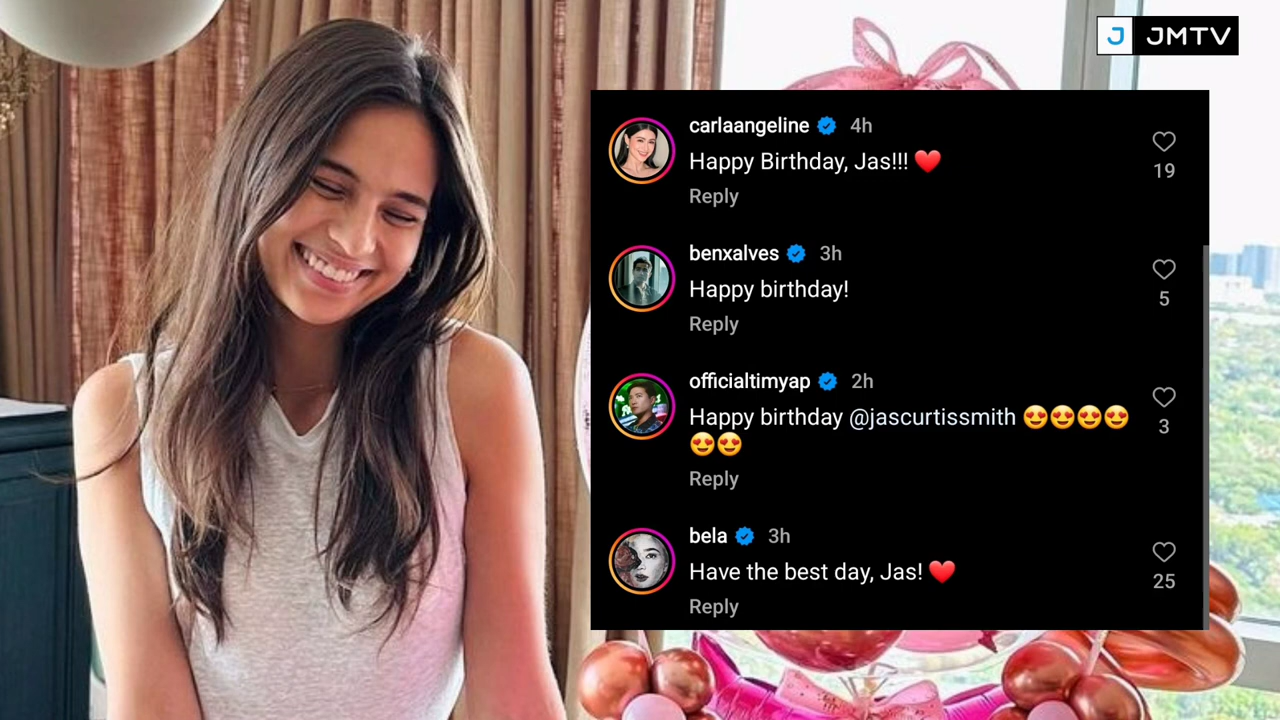 J JMTV
carlaangeline 4h
Happy Birthday, Jas!!! ❤️
19
Reply
benxalves 3h
Happy birthday!
5
Reply
officialtimyap 2h
Happy birthday @jascurtissmith 😍😍😍😍
3
😍😍
Reply
bela 3h
Have the best day, Jas! ❤️
25
Reply